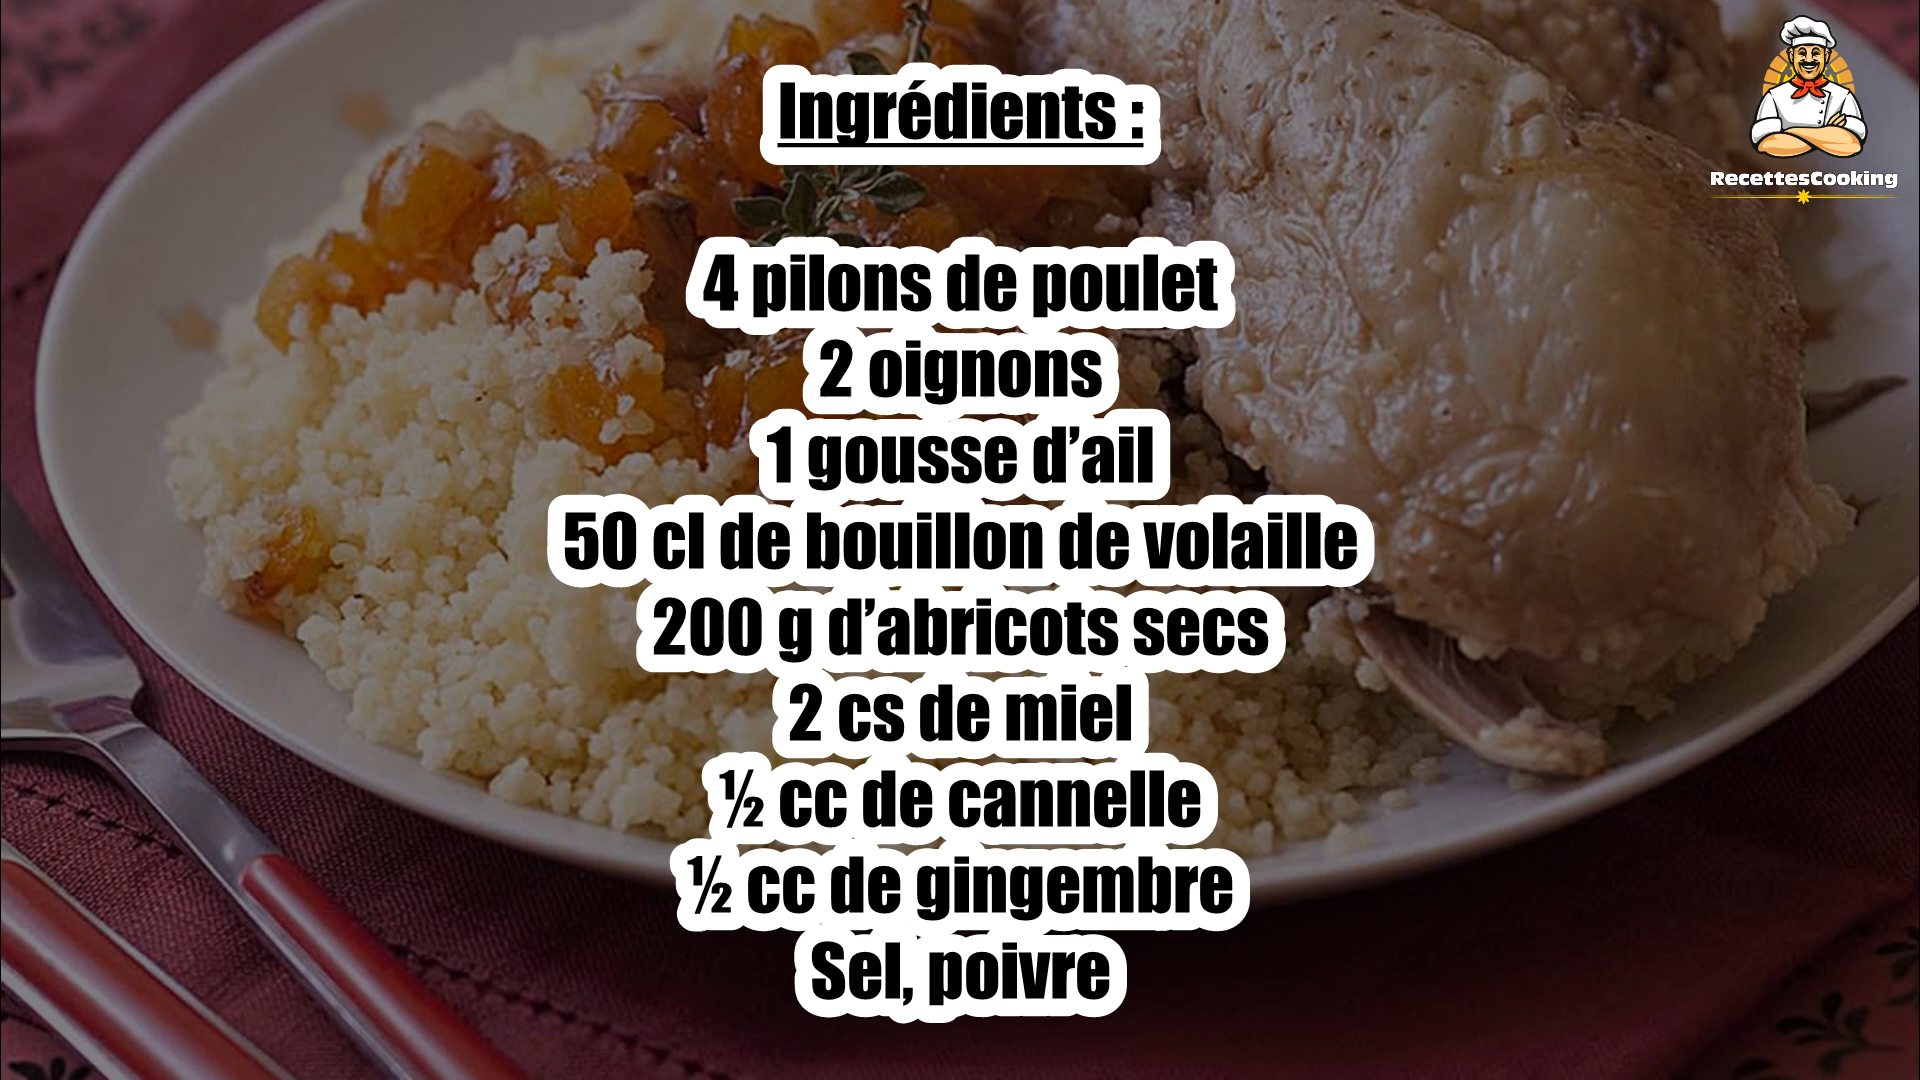 Ingrédients :
RecettesCooking
4 pilons de poulet
2 oignons
1 gousse d’ail
50 cl de bouillon de volaille
200 g d’abricots secs
2 cs de miel
½ cc de cannelle
½ cc de gingembre
Sel, poivre